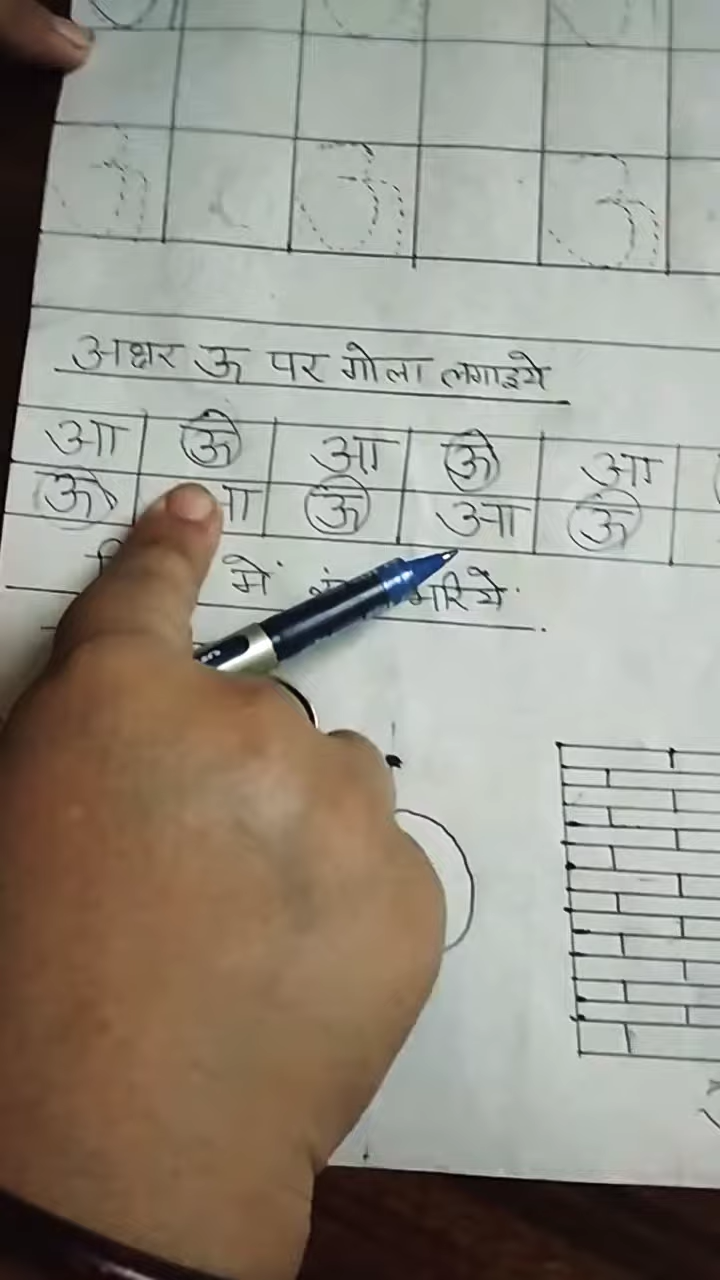 अक्षर ऊ पर गोला लगाइये
आ ऊ आ ऊ आ
ऊ आ ऊ आ ऊ
में भरिये